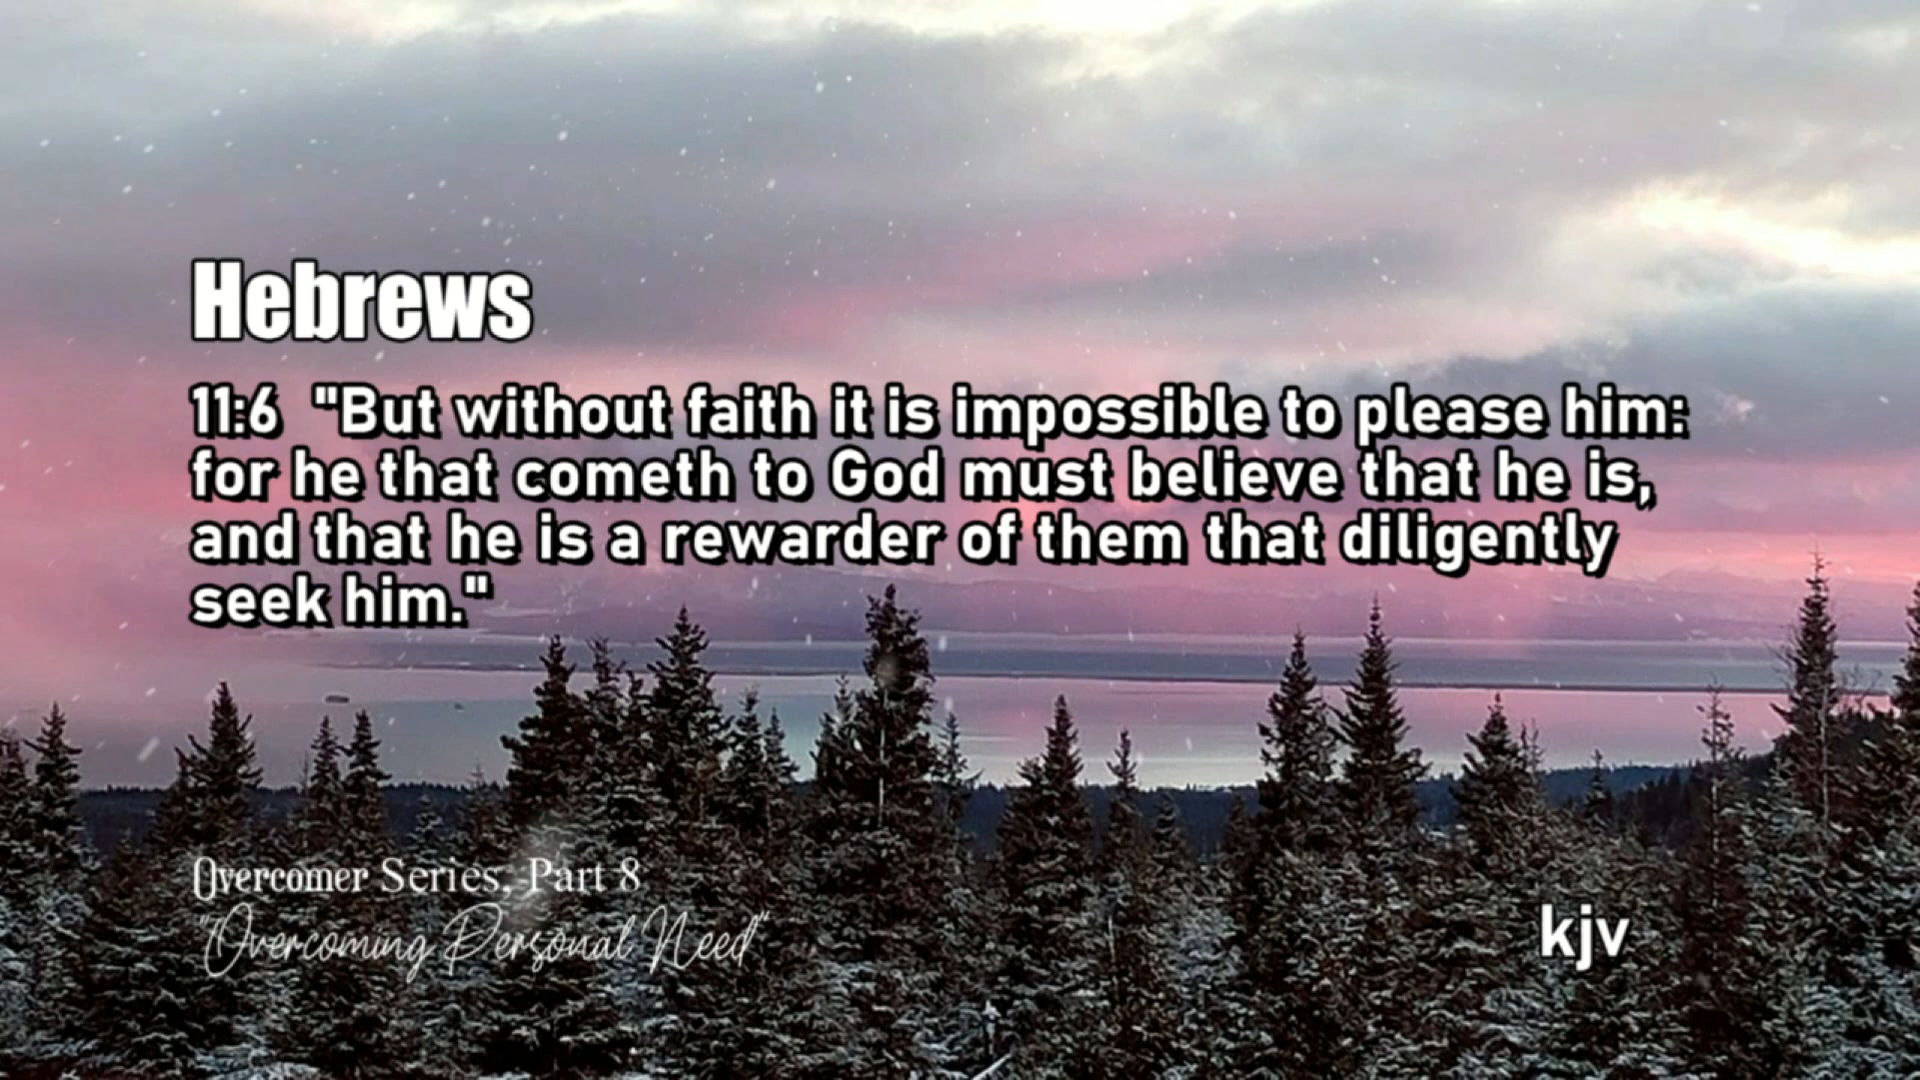 Hebrews
11:6 "But without faith it is impossible to please him:
for he that cometh to God must believe that he is,
and that he is a rewarder of them that diligently
seek him."
Overcomer Series, Part 8
"Overcoming Personal Need"
kjv